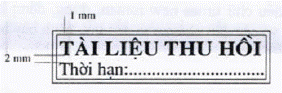 1 mm
2 mm
TÀI LIỆU THU HỒI
Thời hạn:..............................